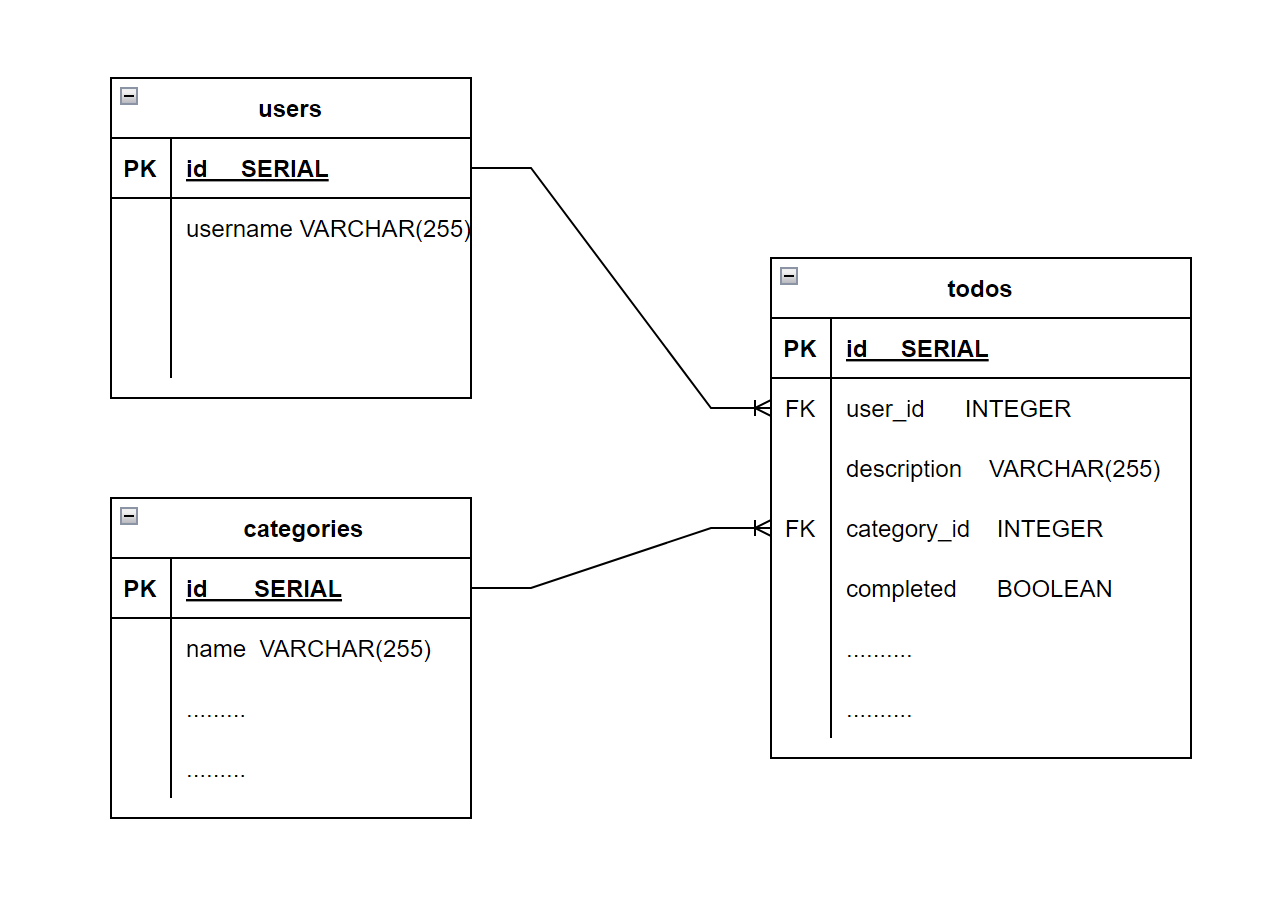 users
PK id SERIAL
username VARCHAR(255)
categories
PK id SERIAL
name VARCHAR(255)
.........
.........
todos
PK id SERIAL
FK user_id INTEGER
description VARCHAR(255)
FK category_id INTEGER
completed BOOLEAN
..........
..........